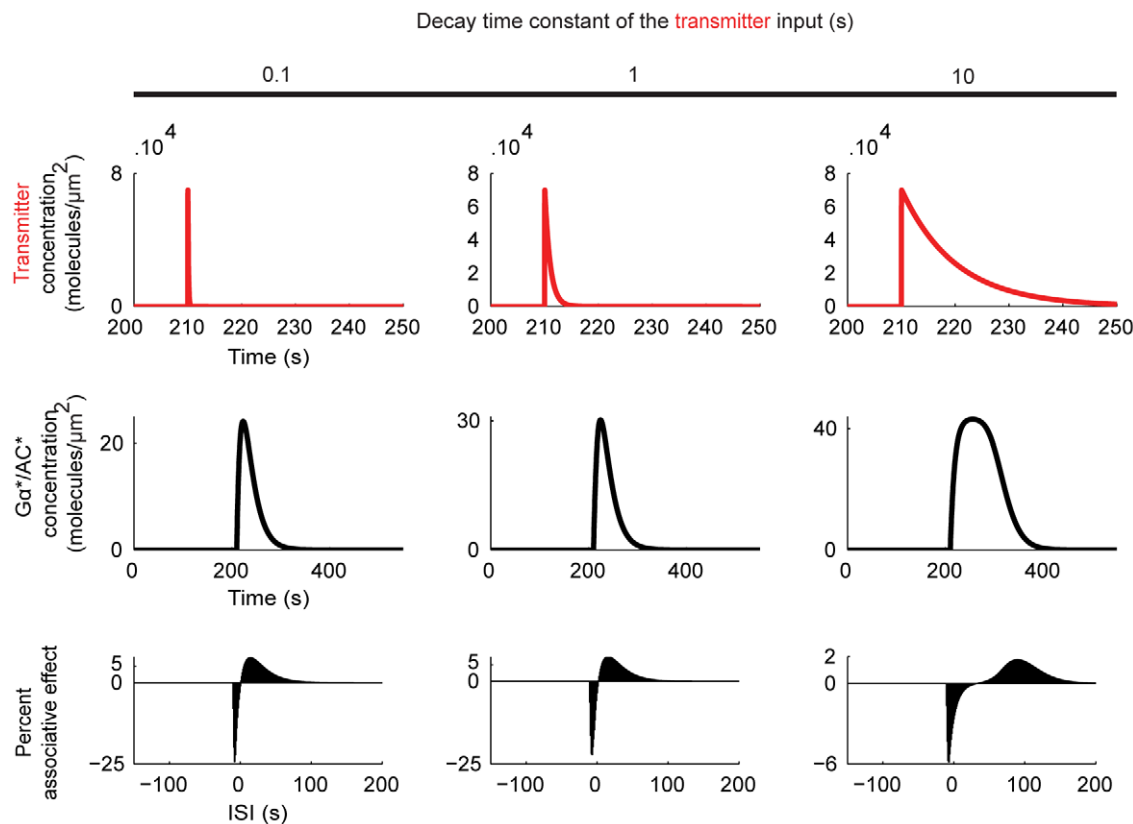 Decay time constant of the transmitter input (s)
0.1 1 10
.10^4 .10^4 .10^4
Transmitter
concentration
(molecules/µm^2)
8
0
200 210 220 230 240 250
Time (s)
8
6
4
2
0
200 210 220 230 240 250
8
6
4
2
0
200 210 220 230 240 250
Gα*/AC*
concentration
(molecules/µm^2)
20
0
0 200 400
Time (s)
30
0
0 200 400
40
0
0 200 400
Percent
associative effect
5
0
−25
−100 0 100 200
ISI (s)
5
0
−25
−100 0 100 200
2
0
−6
−100 0 100 200